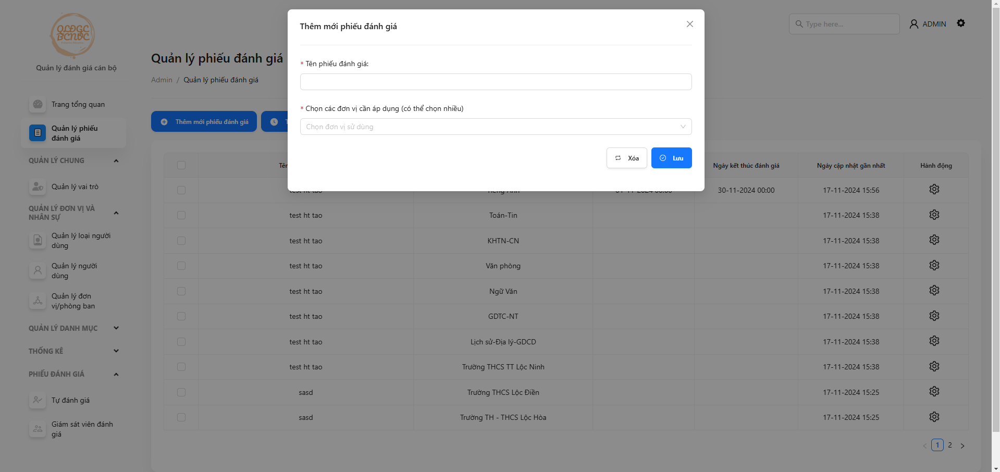 QLĐGC
BCNVC
Quản lý đánh giá cán bộ
Trang tổng quan
Quản lý phiếu
đánh giá
QUẢN LÝ CHUNG
Quản lý vai trò
QUẢN LÝ ĐƠN VỊ VÀ
NHÂN SỰ
Quản lý loại người
dùng
Quản lý người
dùng
Quản lý đơn
vị/phòng ban
QUẢN LÝ DANH MỤC
THỐNG KÊ
PHIẾU ĐÁNH GIÁ
Tự đánh giá
Giám sát viên đánh
giá
Type here...
ADMIN
Quản lý phiếu đánh giá
Admin / Quản lý phiếu đánh giá
Thêm mới phiếu đánh giá
Thêm mới phiếu đánh giá
* Tên phiếu đánh giá:
* Chọn các đơn vị cần áp dụng (có thể chọn nhiều)
Chọn đơn vị sử dùng
Xóa
Lưu
Ngày kết thúc đánh giá Ngày cập nhật gần nhất Hành động
test ht tao Tiếng Anh 01-11-2024 00:00 30-11-2024 00:00 17-11-2024 15:56
test ht tao Toán-Tin 17-11-2024 15:38
test ht tao KHTN-CN 17-11-2024 15:38
test ht tao Văn phòng 17-11-2024 15:38
test ht tao Ngữ Văn 17-11-2024 15:38
test ht tao GDTC-NT 17-11-2024 15:38
test ht tao Lịch sử-Địa lý-GDCD 17-11-2024 15:38
test ht tao Trường THCS TT Lộc Ninh 17-11-2024 15:38
sasd Trường THCS Lộc Điền 17-11-2024 15:25
sasd Trường TH - THCS Lộc Hòa 17-11-2024 15:25
1 2